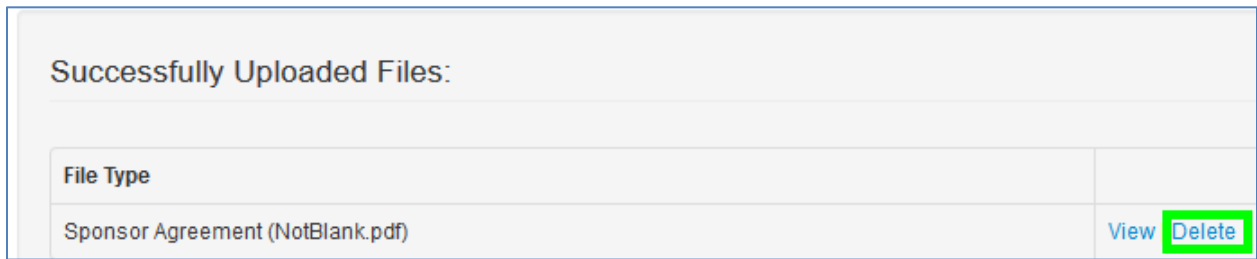 Successfully Uploaded Files:
File Type
Sponsor Agreement (NotBlank.pdf) View Delete